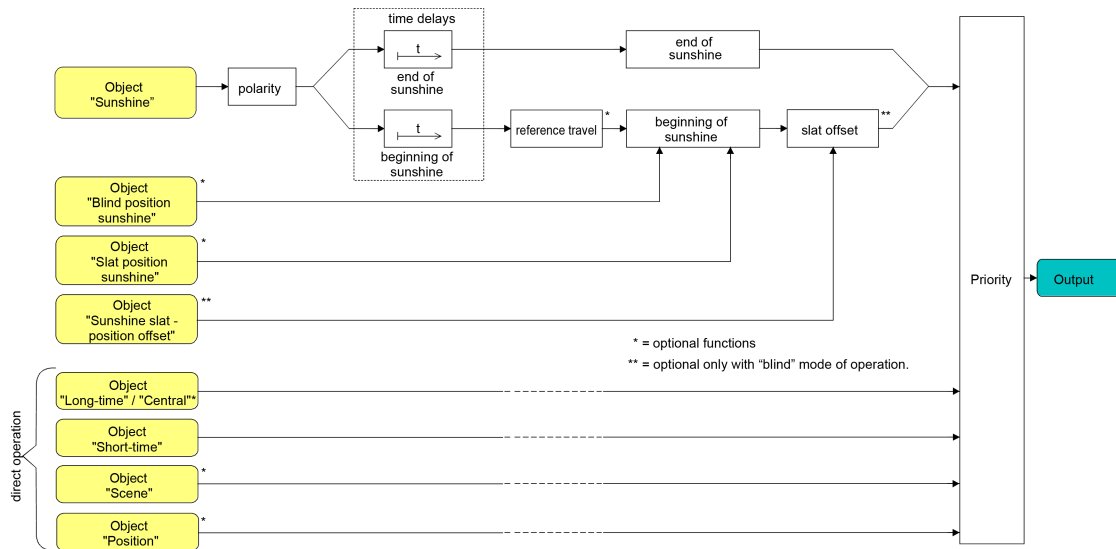 time delays
t
end of
sunshine
end of
sunshine
Object
"Sunshine"
polarity
t
beginning of
sunshine
reference travel
*
beginning of
sunshine
slat offset
**
Object
"Blind position
sunshine"
*
Object
"Slat position
sunshine"
*
Object
"Sunshine slat -
position offset"
**
Priority
Output
* = optional functions
** = optional only with “blind” mode of operation.
direct operation
Object
"Long-time" / "Central"*
Object
"Short-time"
Object
"Scene"
*
Object
"Position"
*